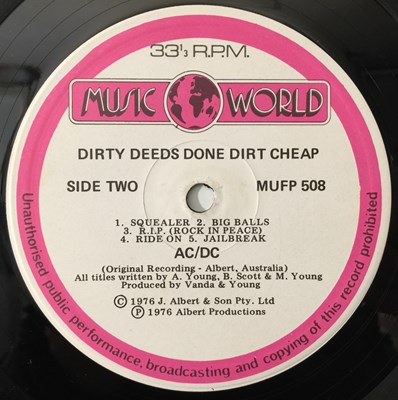 33⅓ R.P.M.
MUSIC WORLD
DIRTY DEEDS DONE DIRT CHEAP
SIDE TWO MUFP 508
1. SQUEALER 2. BIG BALLS
3. R.I.P. (ROCK IN PEACE)
4. RIDE ON 5. JAILBREAK
AC/DC
(Original Recording - Albert, Australia)
All titles written by A. Young, B. Scott & M. Young
Produced by Vanda & Young
© 1976 J. Albert & Son Pty. Ltd
Ⓟ 1976 Albert Productions
Unauthorised public performance, broadcasting and copying of this record prohibited